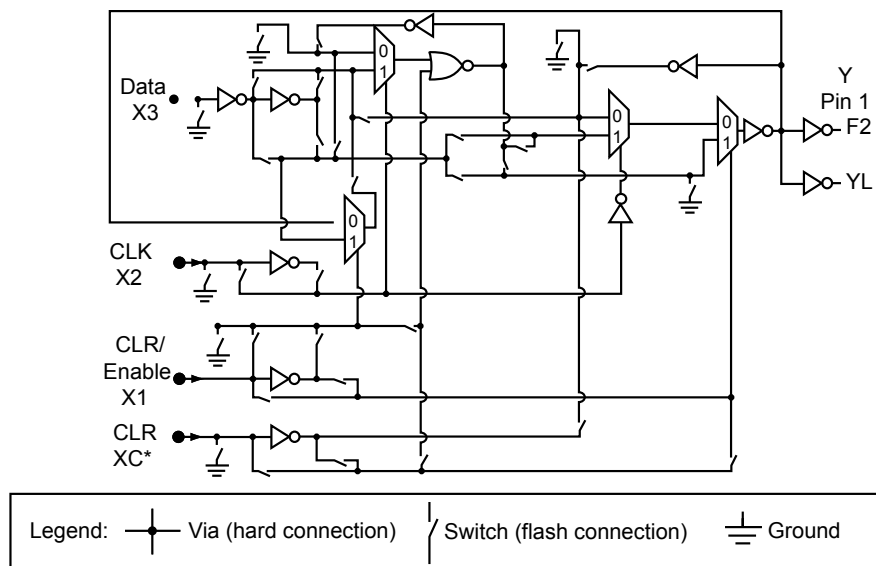 0
1
Data
X3
0
1
0
1
Y
Pin 1
F2
YL
0
1
CLK
X2
CLR/
Enable
X1
CLR
XC*
Legend: Via (hard connection) Switch (flash connection) Ground